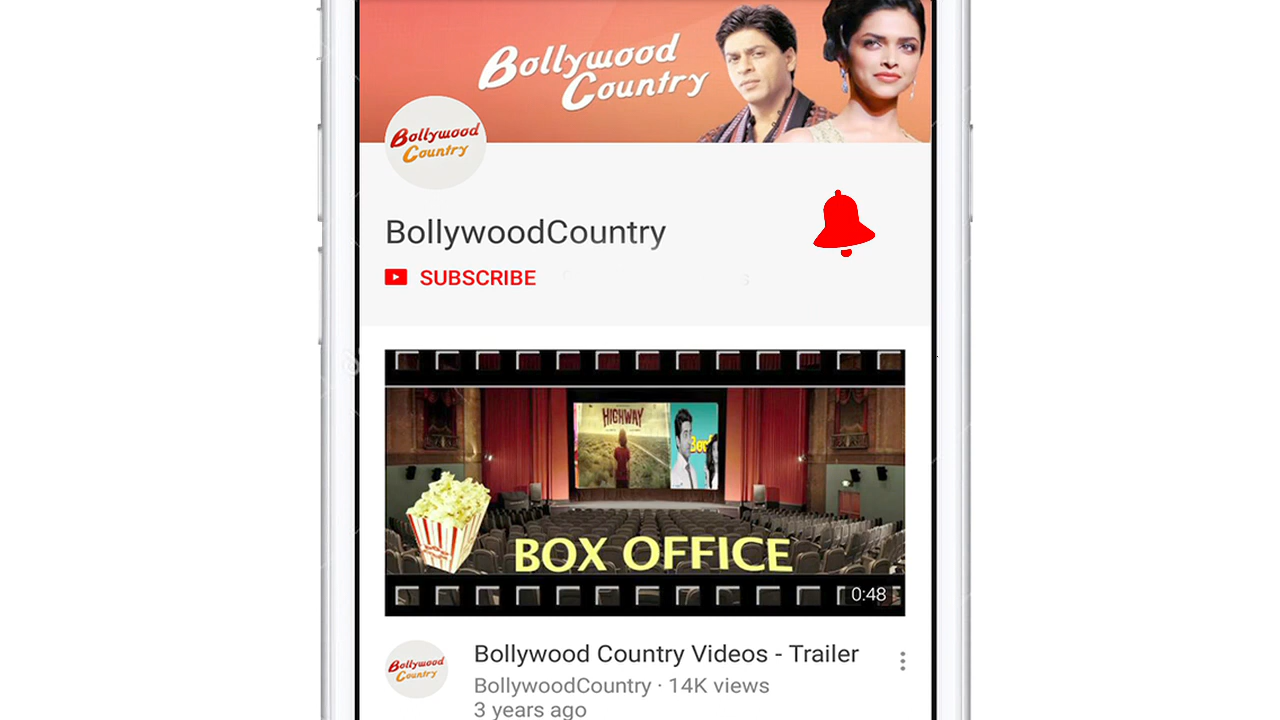 Bollywood
Country
Bollywood
Country
BollywoodCountry
SUBSCRIBE
HIGHWAY
BOX OFFICE
0:48
Bollywood
Country
Bollywood Country Videos - Trailer
BollywoodCountry · 14K views
3 years ago